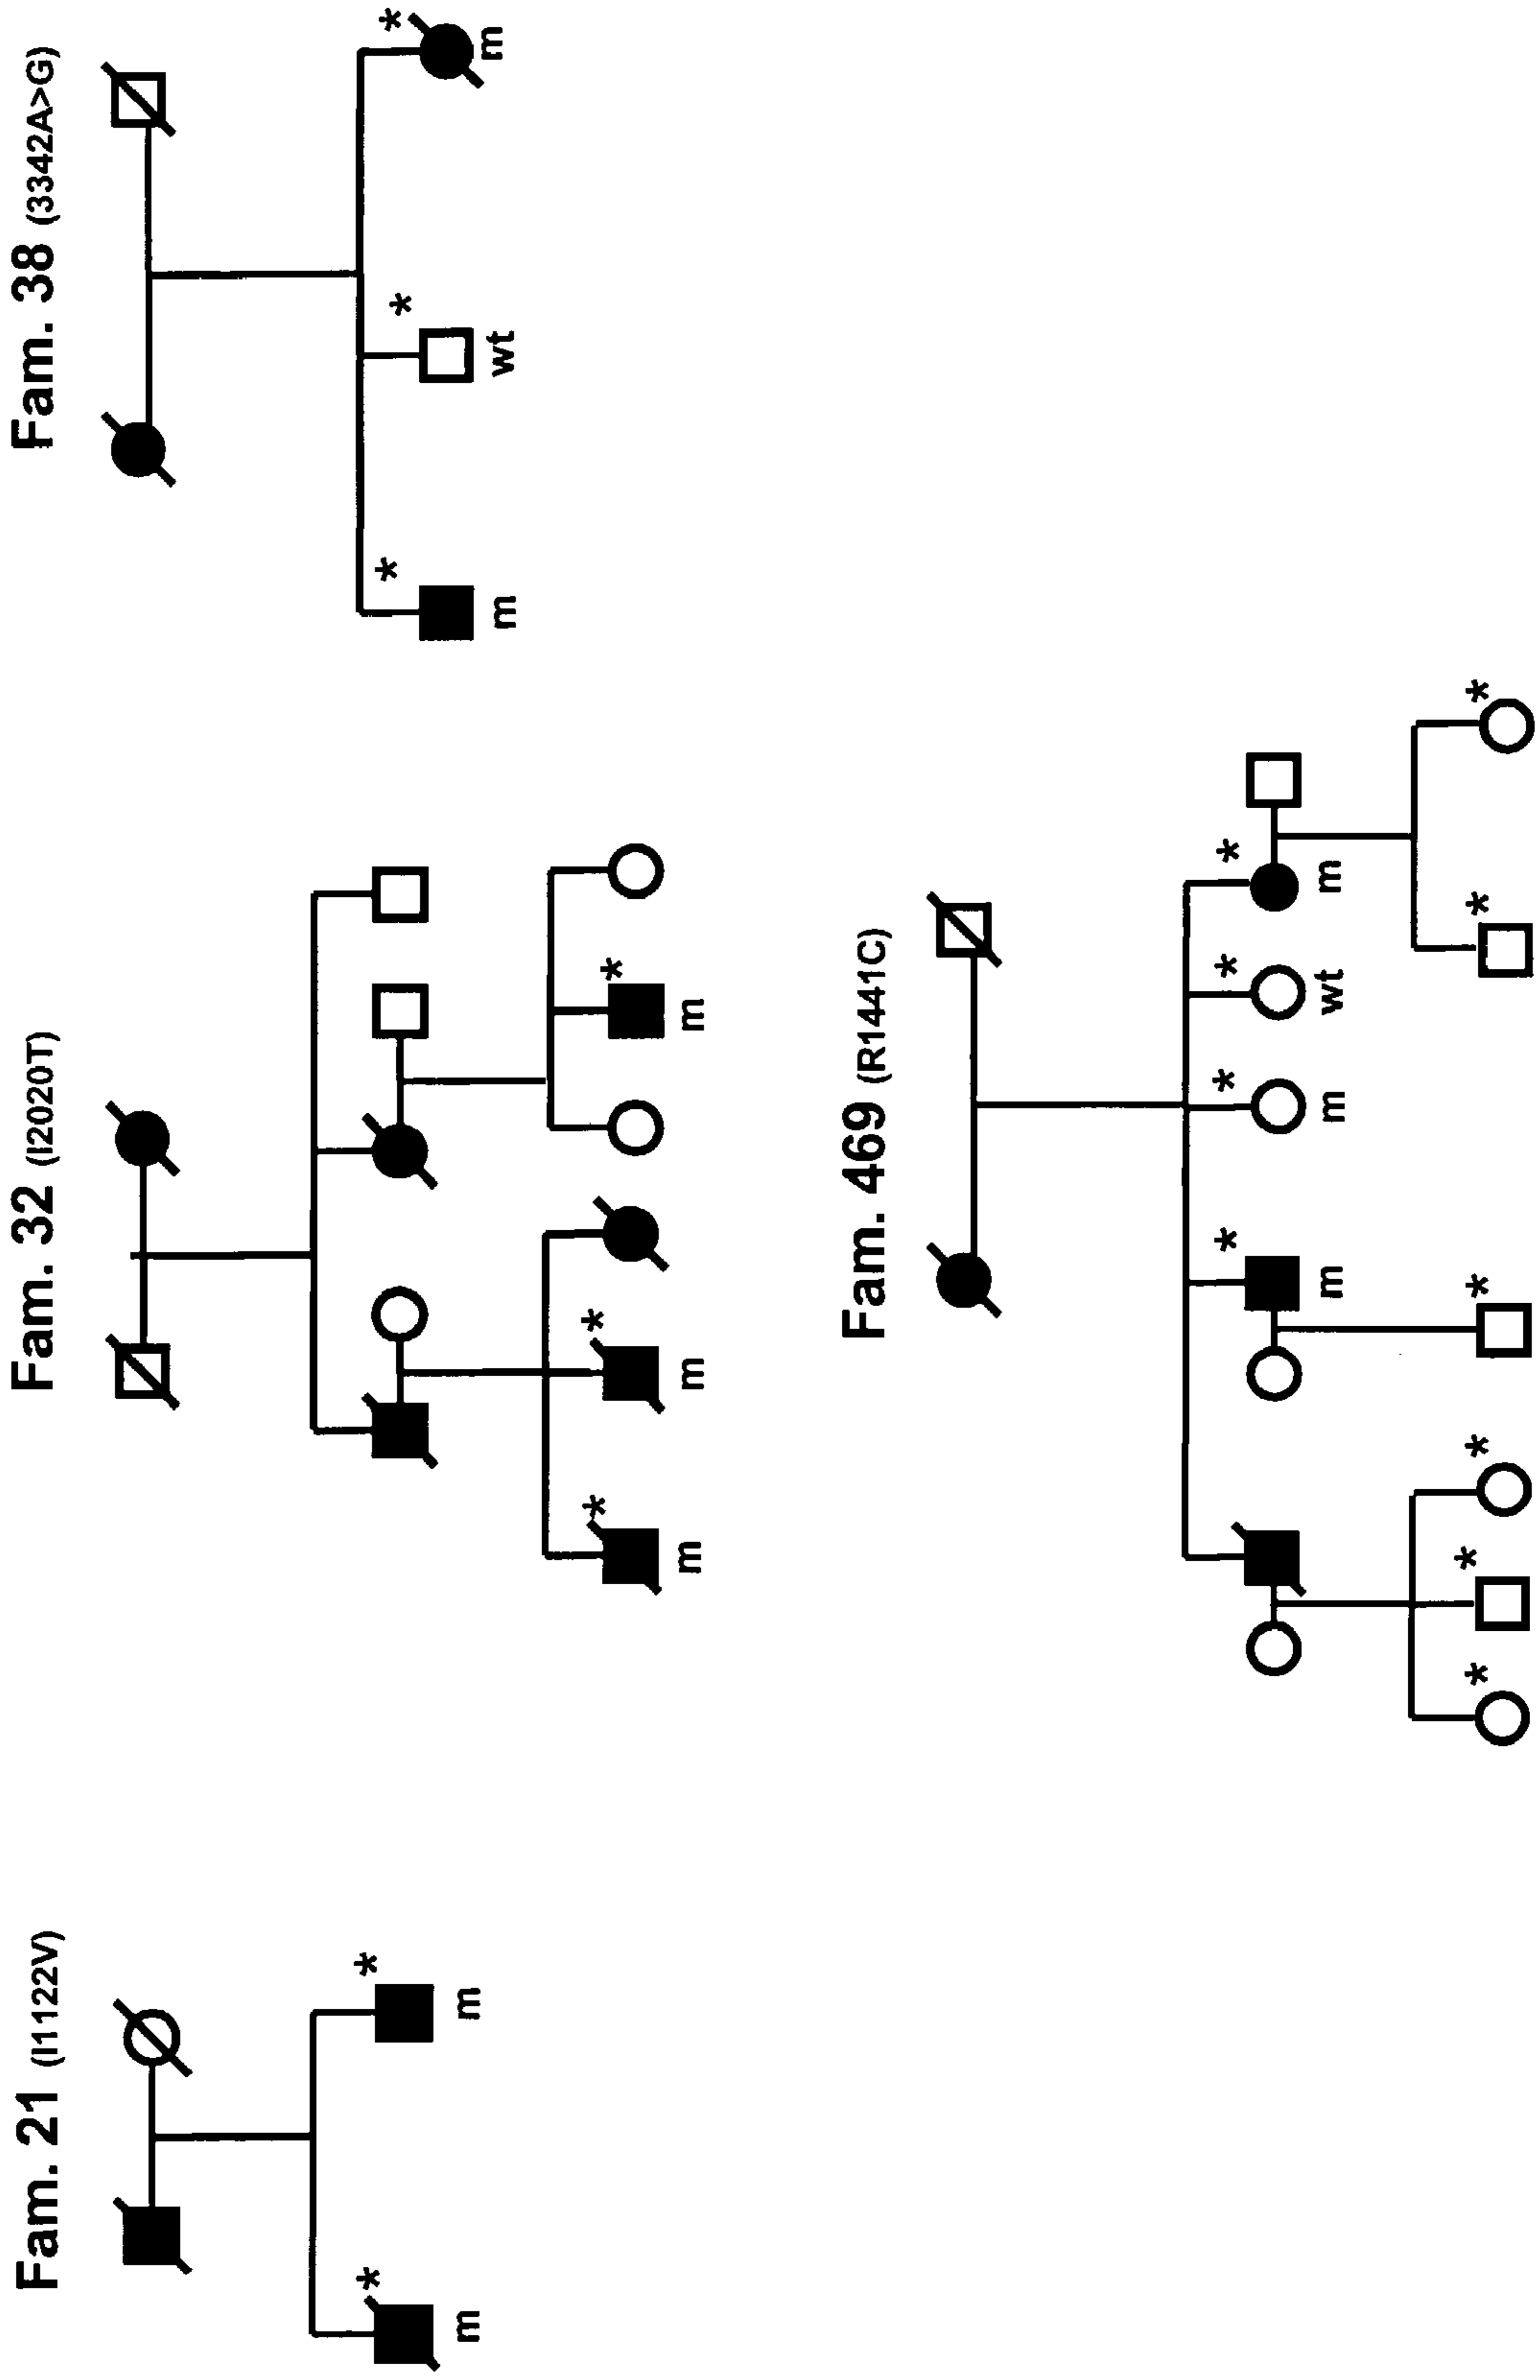 Fam. 21 (I1122V)
* *
m m
Fam. 32 (I2020T)
* * *
m m m
Fam. 38 (3342A>G)
* * *
m wt m
Fam. 469 (R1441C)
* * * *
m m wt m
* * * * * *